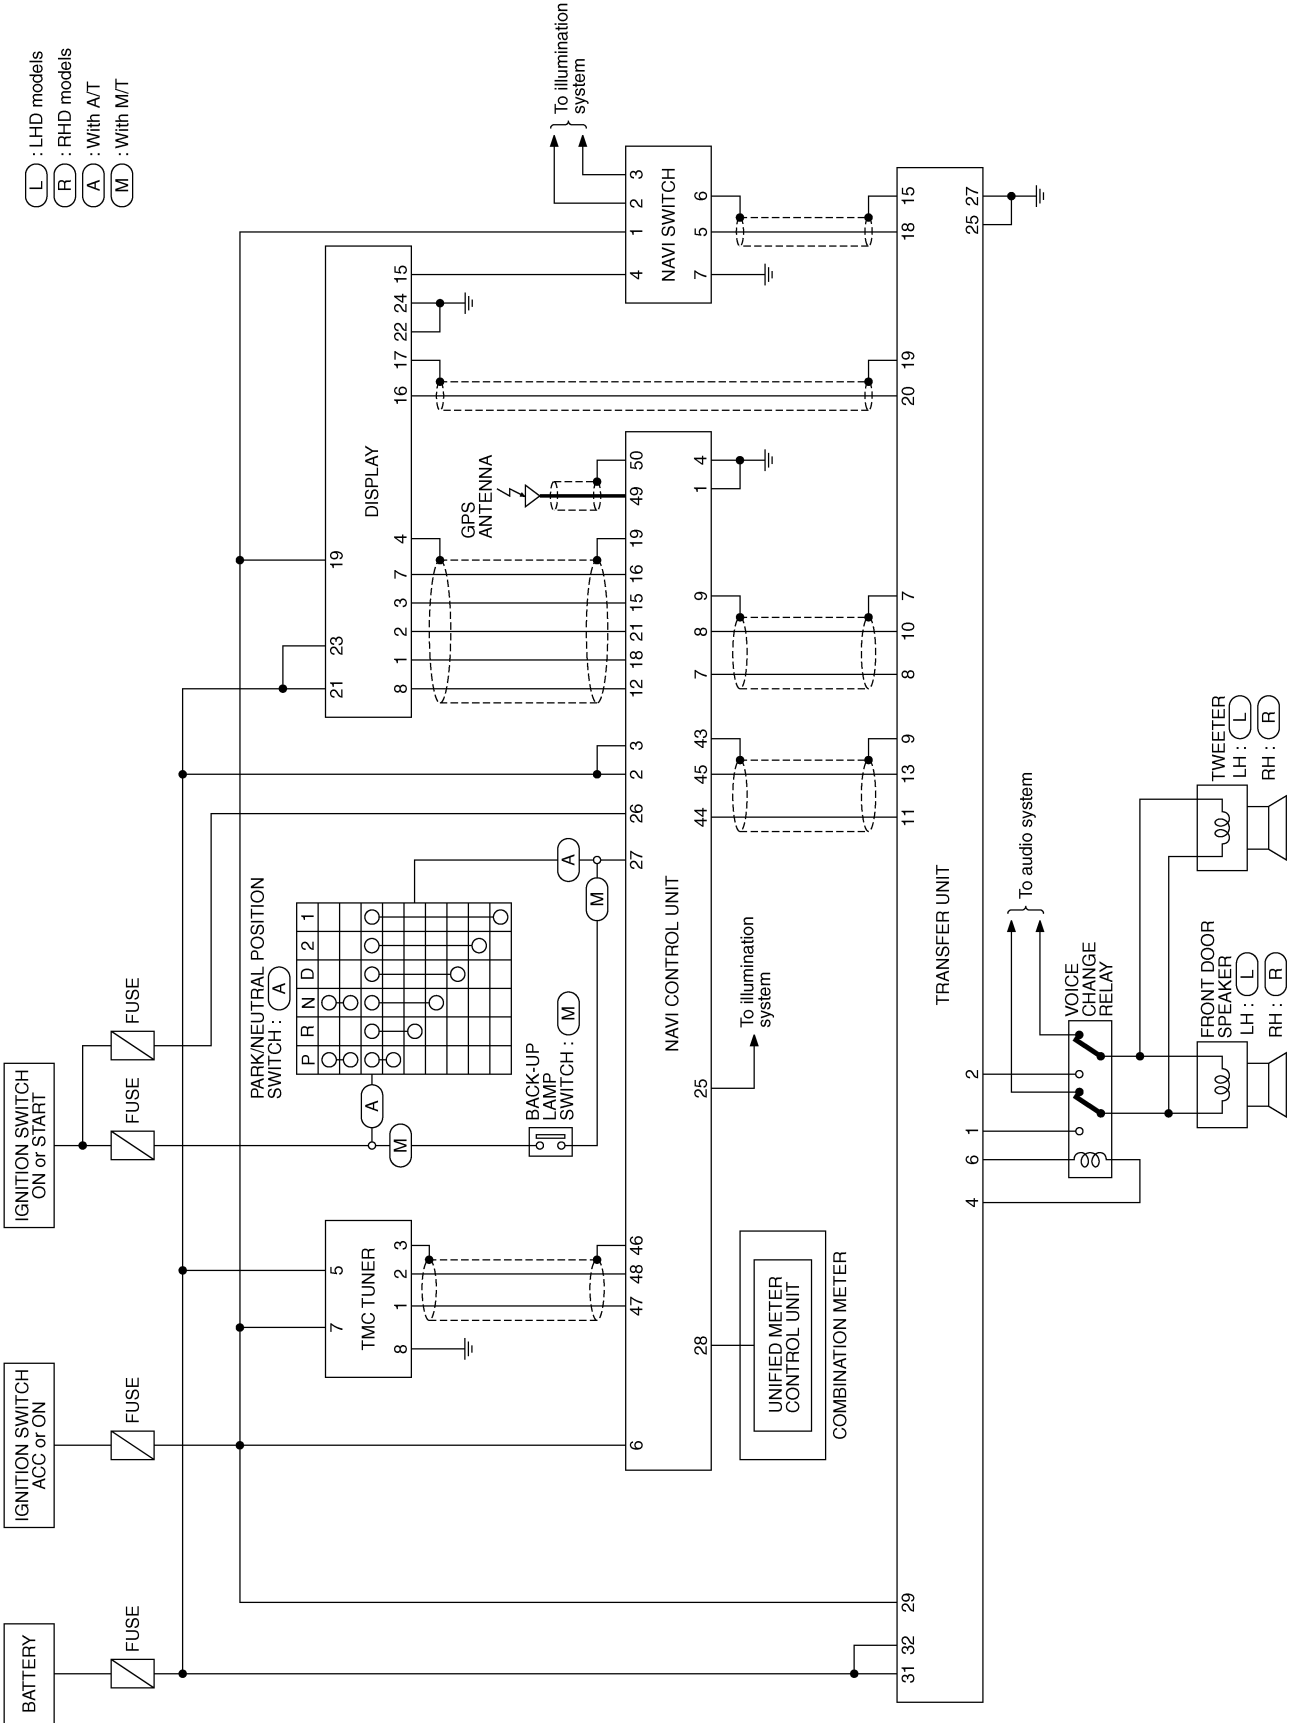 BATTERY
FUSE
IGNITION SWITCH
ACC or ON
FUSE
IGNITION SWITCH
ON or START
FUSE
FUSE
L : LHD models
R : RHD models
A : With A/T
M : With M/T
PARK/NEUTRAL POSITION
SWITCH : A
P R N D 2 1
A
M
BACK-UP
LAMP
SWITCH : M
A
M
TMC TUNER
7 5
8 1 2 3
DISPLAY
21 23 19
8 1 2 3 7 4 16 17 22 24 15
GPS
ANTENNA
To illumination
system
NAVI SWITCH
4 1 2 3
7 5 6
NAVI CONTROL UNIT
6 47 48 46 27 26 2 3 12 18 21 15 16 19 49 50
28 25 44 45 43 7 8 9 1 4
To illumination
system
UNIFIED METER
CONTROL UNIT
COMBINATION METER
TRANSFER UNIT
31 32 29 11 13 9 8 10 7 20 19 18 15
4 6 1 2 25 27
VOICE
CHANGE
RELAY
To audio system
FRONT DOOR
SPEAKER
LH : L
RH : R
TWEETER
LH : L
RH : R